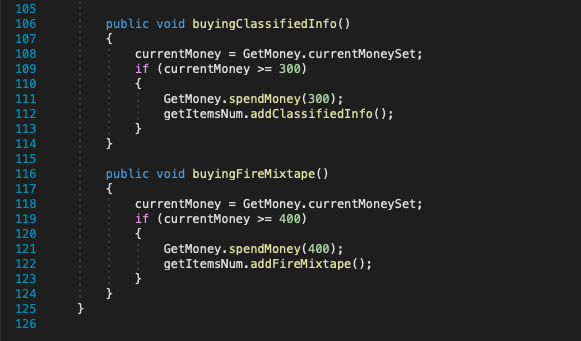 105
106 public void buyingClassifiedInfo()
107 {
108 currentMoney = GetMoney.currentMoneySet;
109 if (currentMoney >= 300)
110 {
111 GetMoney.spendMoney(300);
112 getItemsNum.addClassifiedInfo();
113 }
114 }
115
116 public void buyingFireMixtape()
117 {
118 currentMoney = GetMoney.currentMoneySet;
119 if (currentMoney >= 400)
120 {
121 GetMoney.spendMoney(400);
122 getItemsNum.addFireMixtape();
123 }
124 }
125 }
126